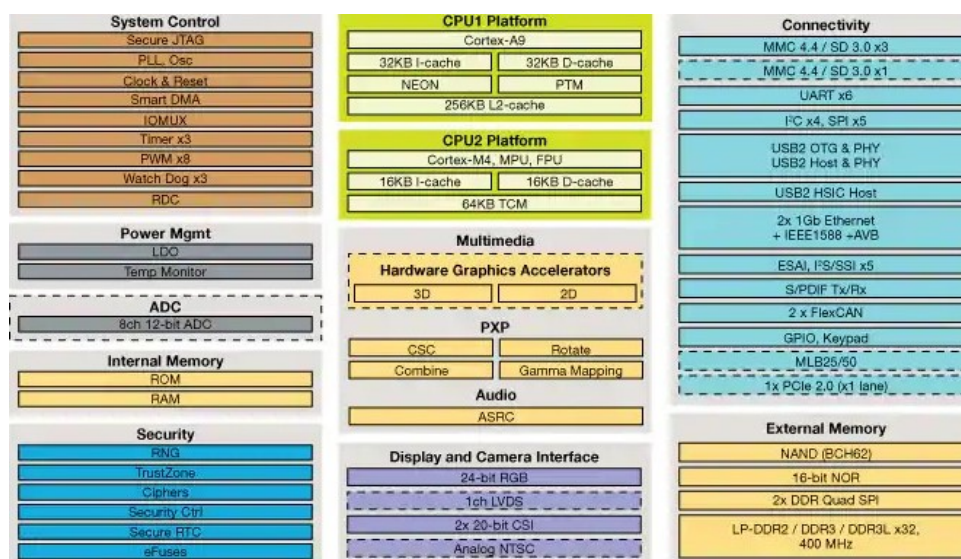 System Control
Secure JTAG
PLL, Osc
Clock & Reset
Smart DMA
IOMUX
Timer x3
PWM x8
Watch Dog x3
RDC
Power Mgmt
LDO
Temp Monitor
ADC
8ch 12-bit ADC
Internal Memory
ROM
RAM
Security
RNG
TrustZone
Ciphers
Security Ctrl
Secure RTC
eFuses
CPU1 Platform
Cortex-A9
32KB I-cache
32KB D-cache
NEON
PTM
256KB L2-cache
CPU2 Platform
Cortex-M4, MPU, FPU
16KB I-cache
16KB D-cache
64KB TCM
Multimedia
Hardware Graphics Accelerators
3D
2D
PXP
CSC
Rotate
Combine
Gamma Mapping
Audio
ASRC
Display and Camera Interface
24-bit RGB
1ch LVDS
2x 20-bit CSI
Analog NTSC
Connectivity
MMC 4.4 / SD 3.0 x3
MMC 4.4 / SD 3.0 x1
UART x6
I²C x4, SPI x5
USB2 OTG & PHY
USB2 Host & PHY
USB2 HSIC Host
2x 1Gb Ethernet
+ IEEE1588 +AVB
ESAI, I²S/SSI x5
S/PDIF Tx/Rx
2 x FlexCAN
GPIO, Keypad
MLB25/50
1x PCIe 2.0 (x1 lane)
External Memory
NAND (BCH62)
16-bit NOR
2x DDR Quad SPI
LP-DDR2 / DDR3 / DDR3L x32,
400 MHz